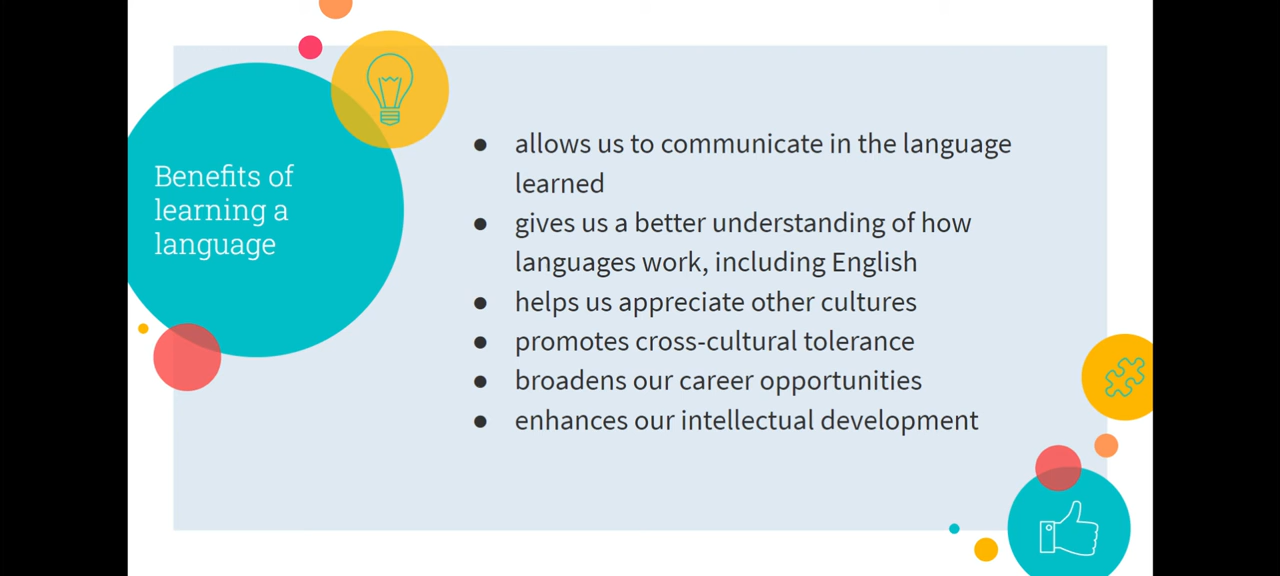 Benefits of
learning a
language
● allows us to communicate in the language
learned
● gives us a better understanding of how
languages work, including English
● helps us appreciate other cultures
● promotes cross-cultural tolerance
● broadens our career opportunities
● enhances our intellectual development